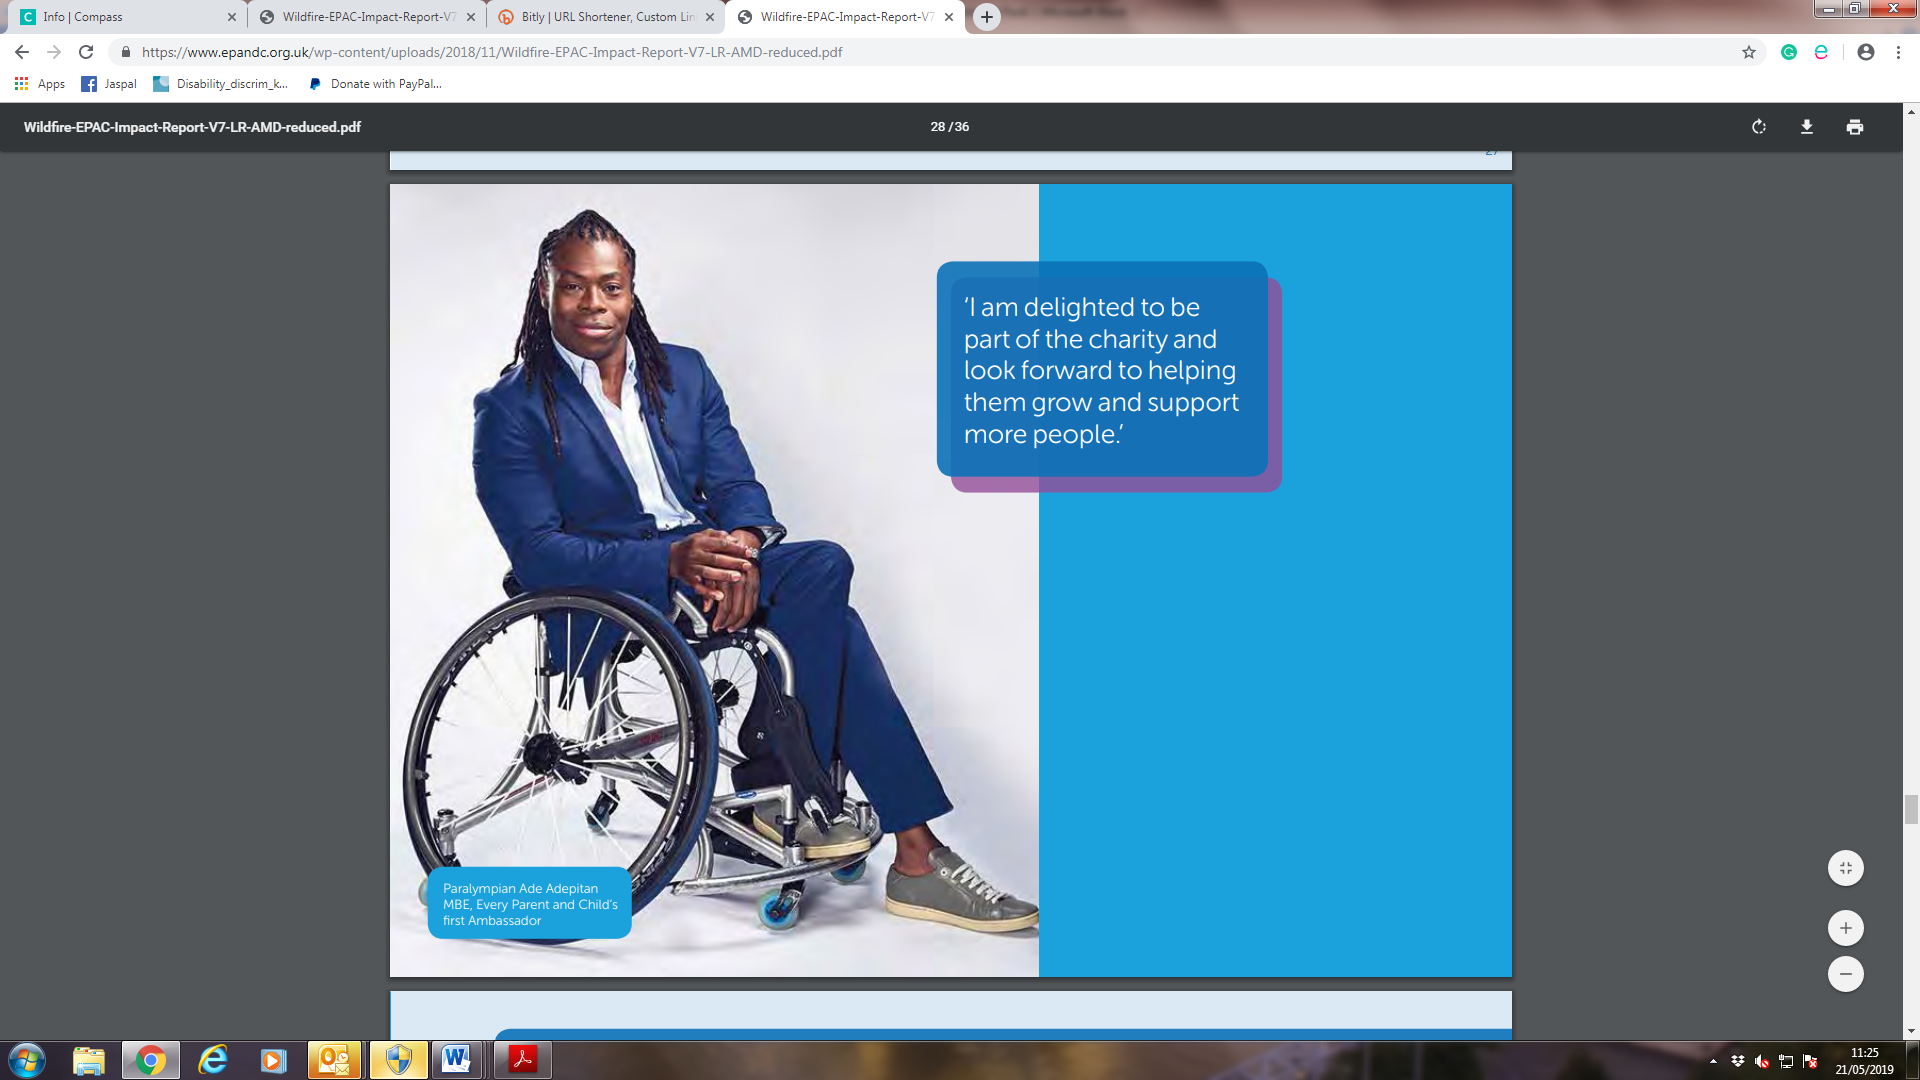 Info | Compass
Wildfire-EPAC-Impact-Report-V7
Bitly | URL Shortener, Custom Lin
Wildfire-EPAC-Impact-Report-V7
https://www.epandc.org.uk/wp-content/uploads/2018/11/Wildfire-EPAC-Impact-Report-V7-LR-AMD-reduced.pdf
Apps
Jaspal
Disability_discrim_k...
Donate with PayPal...
Wildfire-EPAC-Impact-Report-V7-LR-AMD-reduced.pdf
28 / 36
27
‘I am delighted to be
part of the charity and
look forward to helping
them grow and support
more people.’
Paralympian Ade Adepitan
MBE, Every Parent and Child’s
first Ambassador
11:25
21/05/2019